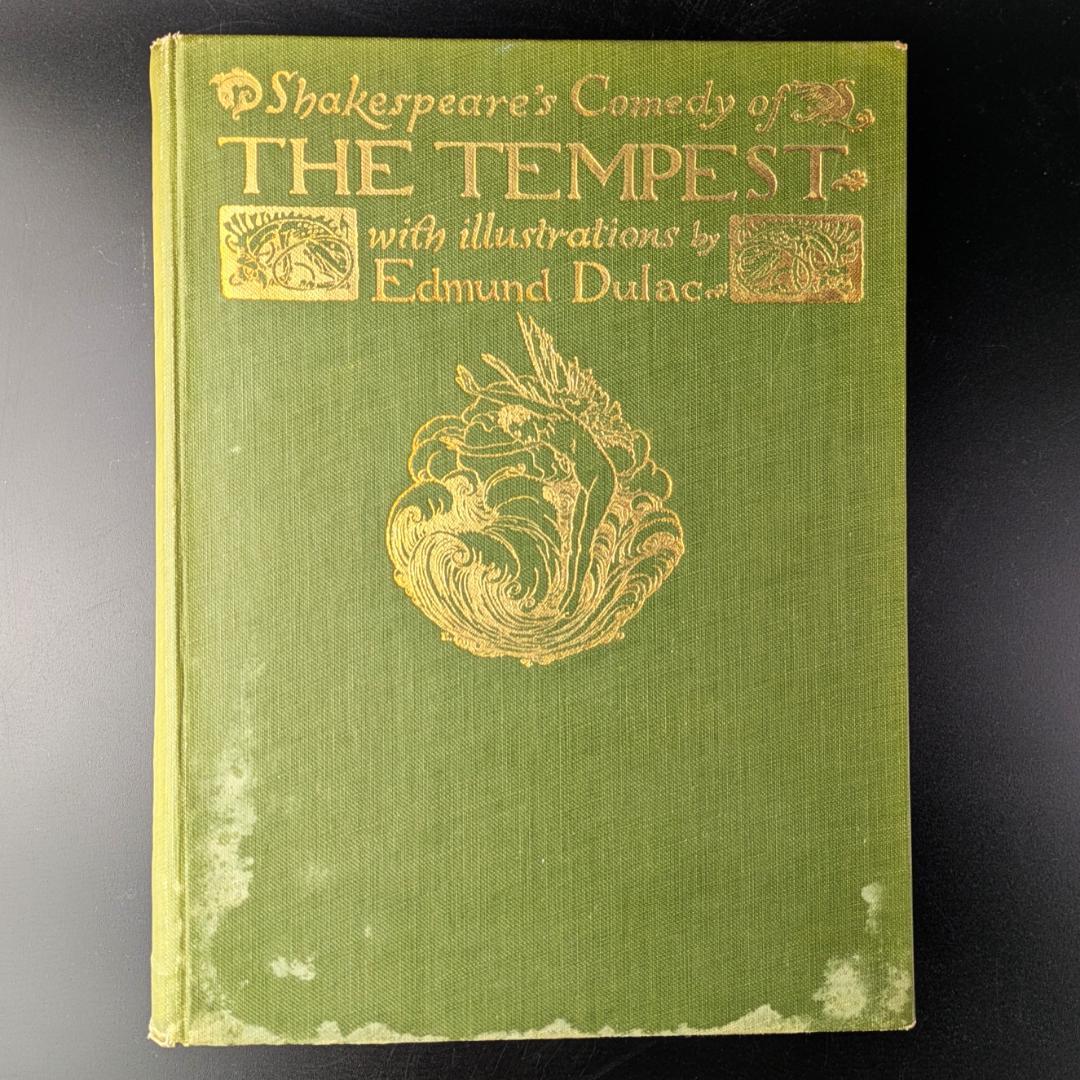 Shakespeare's Comedy of
THE TEMPEST
with illustrations by
Edmund Dulac